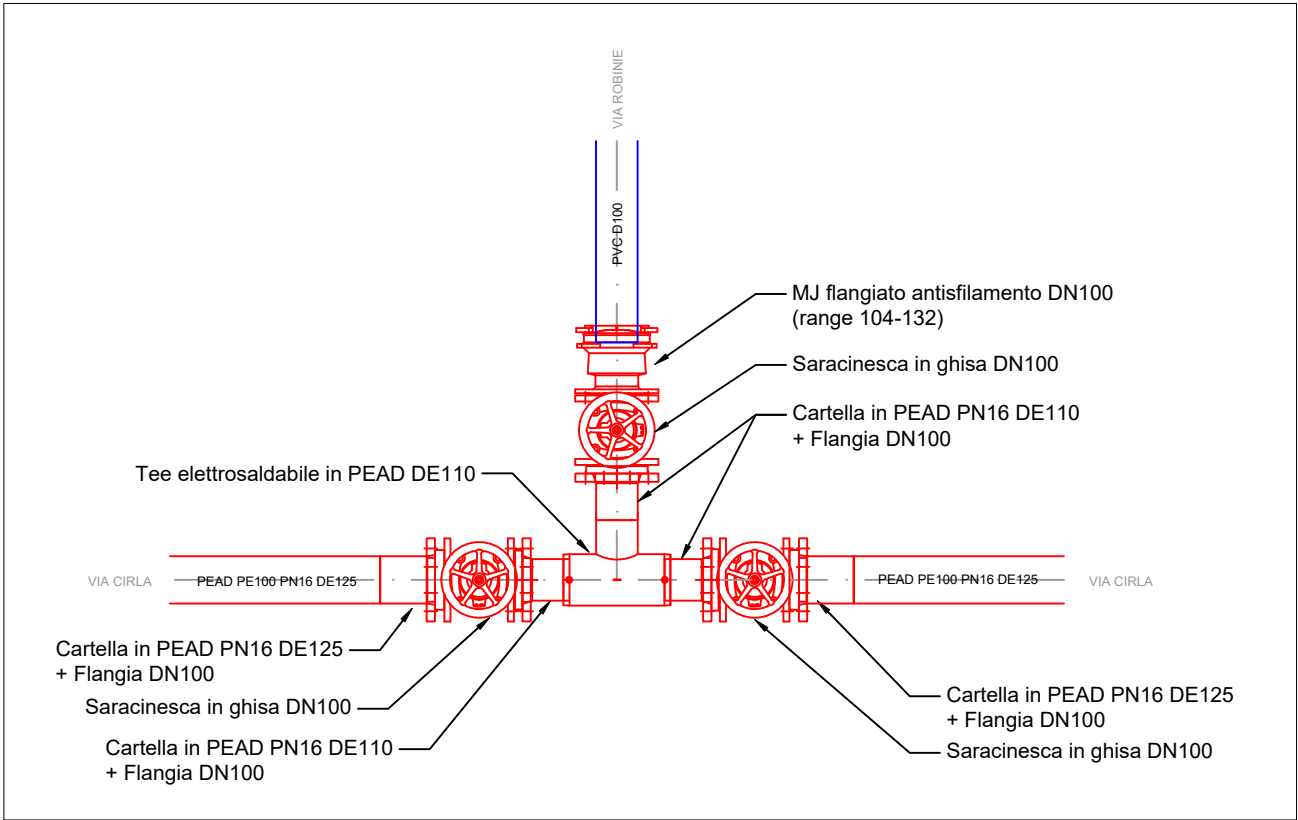 VIA ROBINIE
PVC D100
MJ flangiato antisfilamento DN100
(range 104-132)
Saracinesca in ghisa DN100
Cartella in PEAD PN16 DE110
+ Flangia DN100
Tee elettrosaldabile in PEAD DE110
VIA CIRLA
PEAD PE100 PN16 DE125
PEAD PE100 PN16 DE125
VIA CIRLA
Cartella in PEAD PN16 DE125
+ Flangia DN100
Saracinesca in ghisa DN100
Cartella in PEAD PN16 DE110
+ Flangia DN100
Cartella in PEAD PN16 DE125
+ Flangia DN100
Saracinesca in ghisa DN100